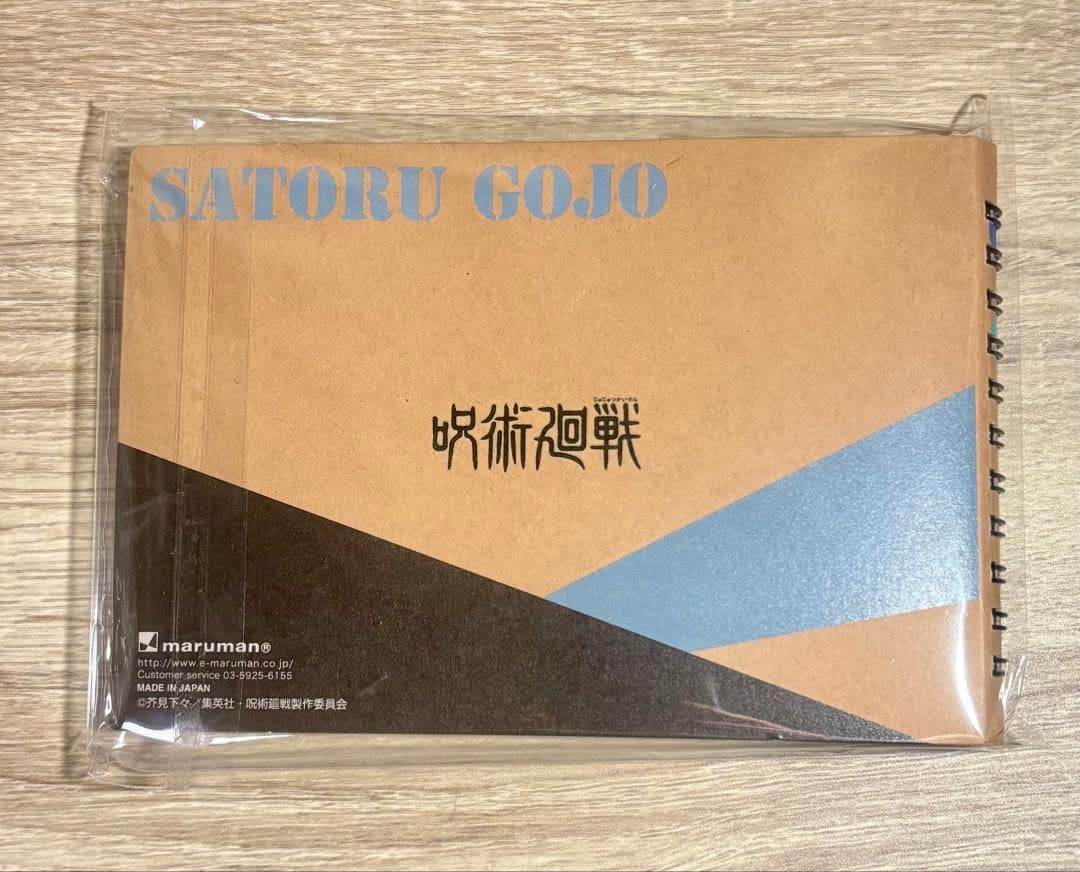 SATORU GOJO
じゅじゅつかいせん
呪術廻戦
maruman®
http://www.e-maruman.co.jp/
Customer service 03-5925-6155
MADE IN JAPAN
©芥見下々／集英社・呪術廻戦製作委員会